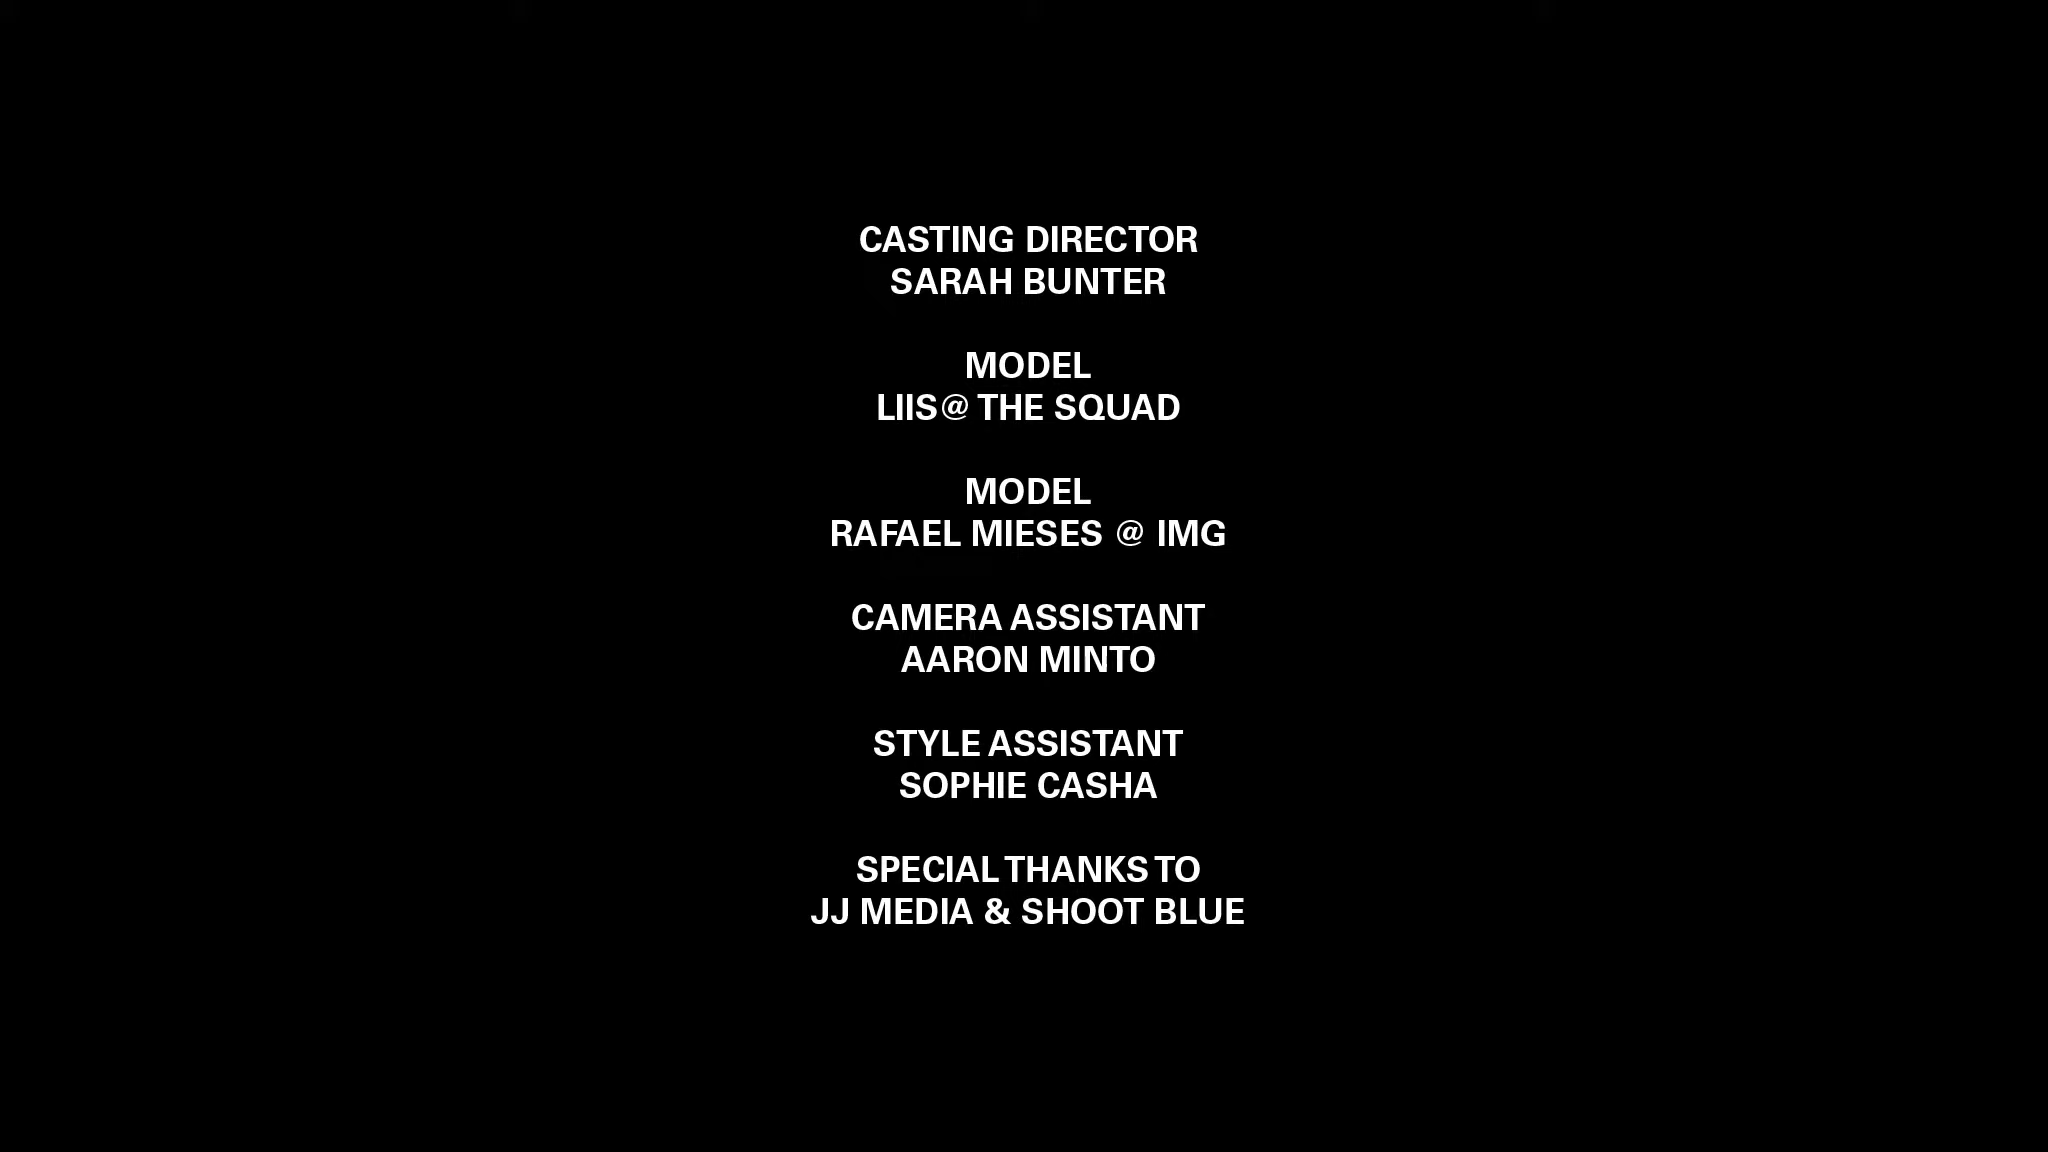 CASTING DIRECTOR
SARAH BUNTER
MODEL
LIIS@ THE SQUAD
MODEL
RAFAEL MIESES @ IMG
CAMERA ASSISTANT
AARON MINTO
STYLE ASSISTANT
SOPHIE CASHA
SPECIAL THANKS TO
JJ MEDIA & SHOOT BLUE